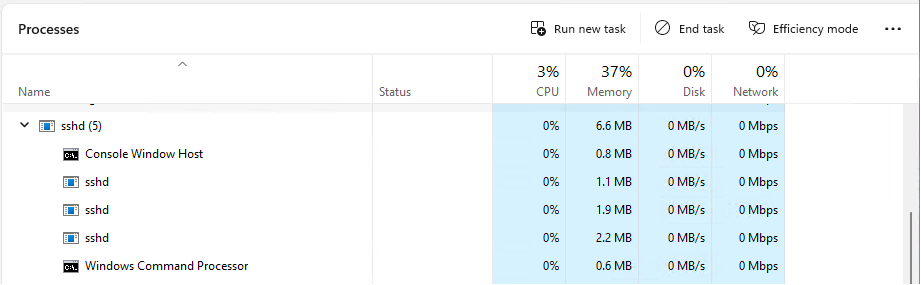 Processes Run new task End task Efficiency mode ...
3% 37% 0% 0%
Name Status CPU Memory Disk Network
sshd (5) 0% 6.6 MB 0 MB/s 0 Mbps
Console Window Host 0% 0.8 MB 0 MB/s 0 Mbps
sshd 0% 1.1 MB 0 MB/s 0 Mbps
sshd 0% 1.9 MB 0 MB/s 0 Mbps
sshd 0% 2.2 MB 0 MB/s 0 Mbps
Windows Command Processor 0% 0.6 MB 0 MB/s 0 Mbps